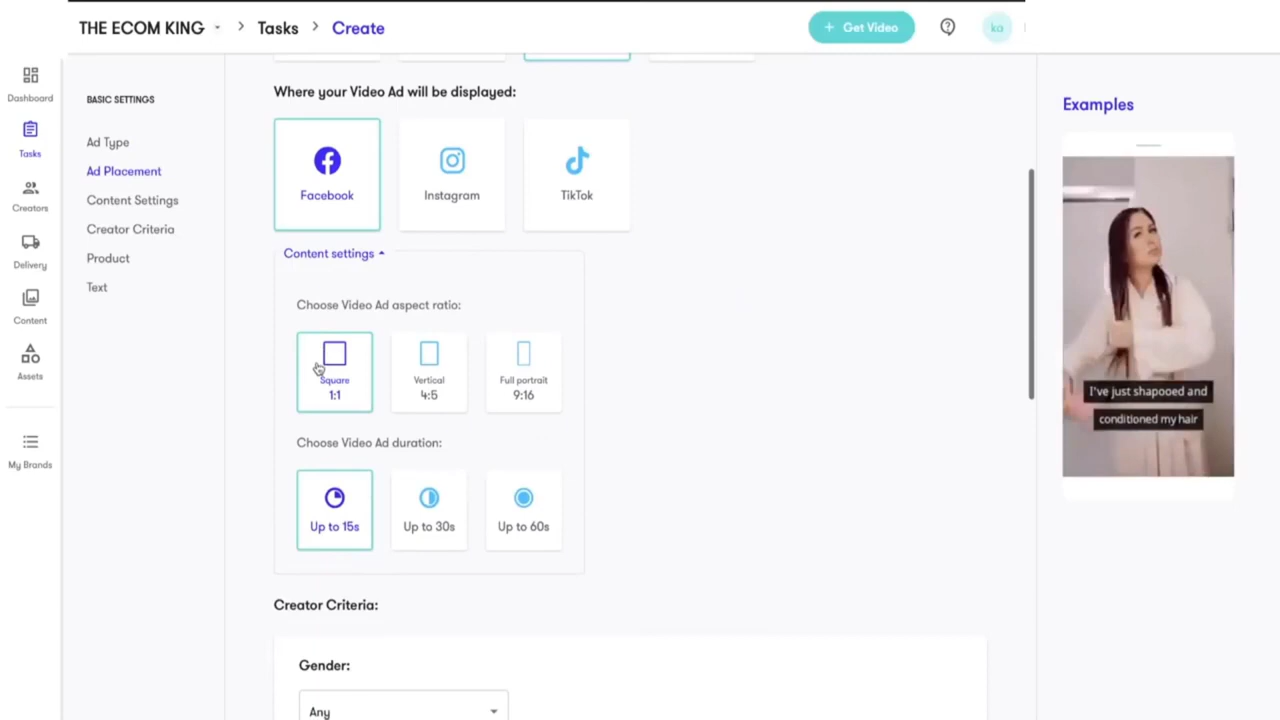 THE ECOM KING > Tasks > Create
+ Get Video
ka
Dashboard
Tasks
Creators
Delivery
Content
Assets
My Brands
BASIC SETTINGS
Ad Type
Ad Placement
Content Settings
Creator Criteria
Product
Text
Where your Video Ad will be displayed:
Facebook
Instagram
TikTok
Content settings
Choose Video Ad aspect ratio:
Square
1:1
Vertical
4:5
Full portrait
9:16
Choose Video Ad duration:
Up to 15s
Up to 30s
Up to 60s
Creator Criteria:
Gender:
Any
Examples
I've just shapooed and
conditioned my hair